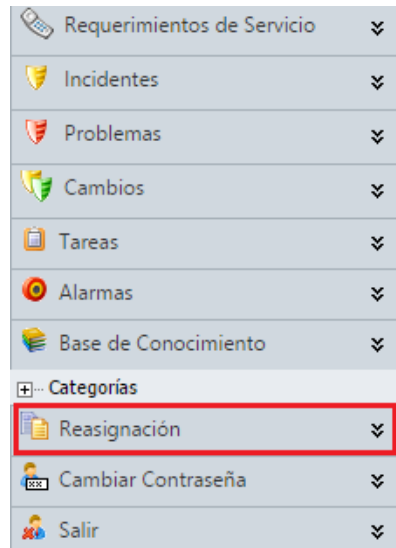 Requerimientos de Servicio
Incidentes
Problemas
Cambios
Tareas
Alarmas
Base de Conocimiento
Categorías
Reasignación
Cambiar Contraseña
Salir